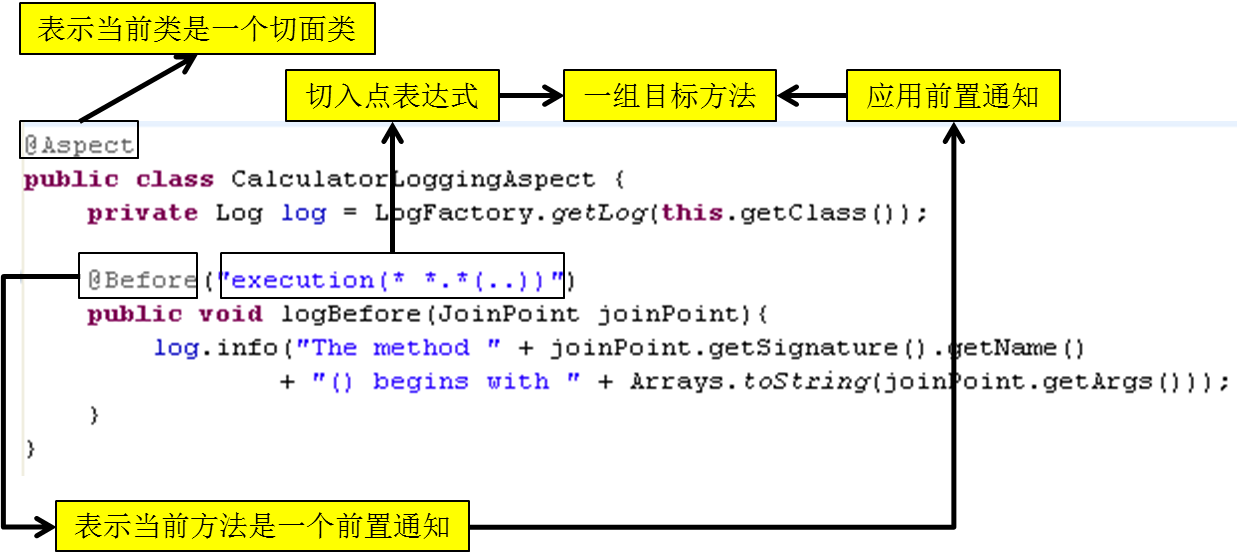 表示当前类是一个切面类
切入点表达式
一组目标方法
应用前置通知
@Aspect
public class CalculatorLoggingAspect {
private Log log = LogFactory.getLog(this.getClass());
@Before("execution(* *.*(..))")
public void logBefore(JoinPoint joinPoint){
log.info("The method " + joinPoint.getSignature().getName()
+ "() begins with " + Arrays.toString(joinPoint.getArgs()));
}
}
表示当前方法是一个前置通知